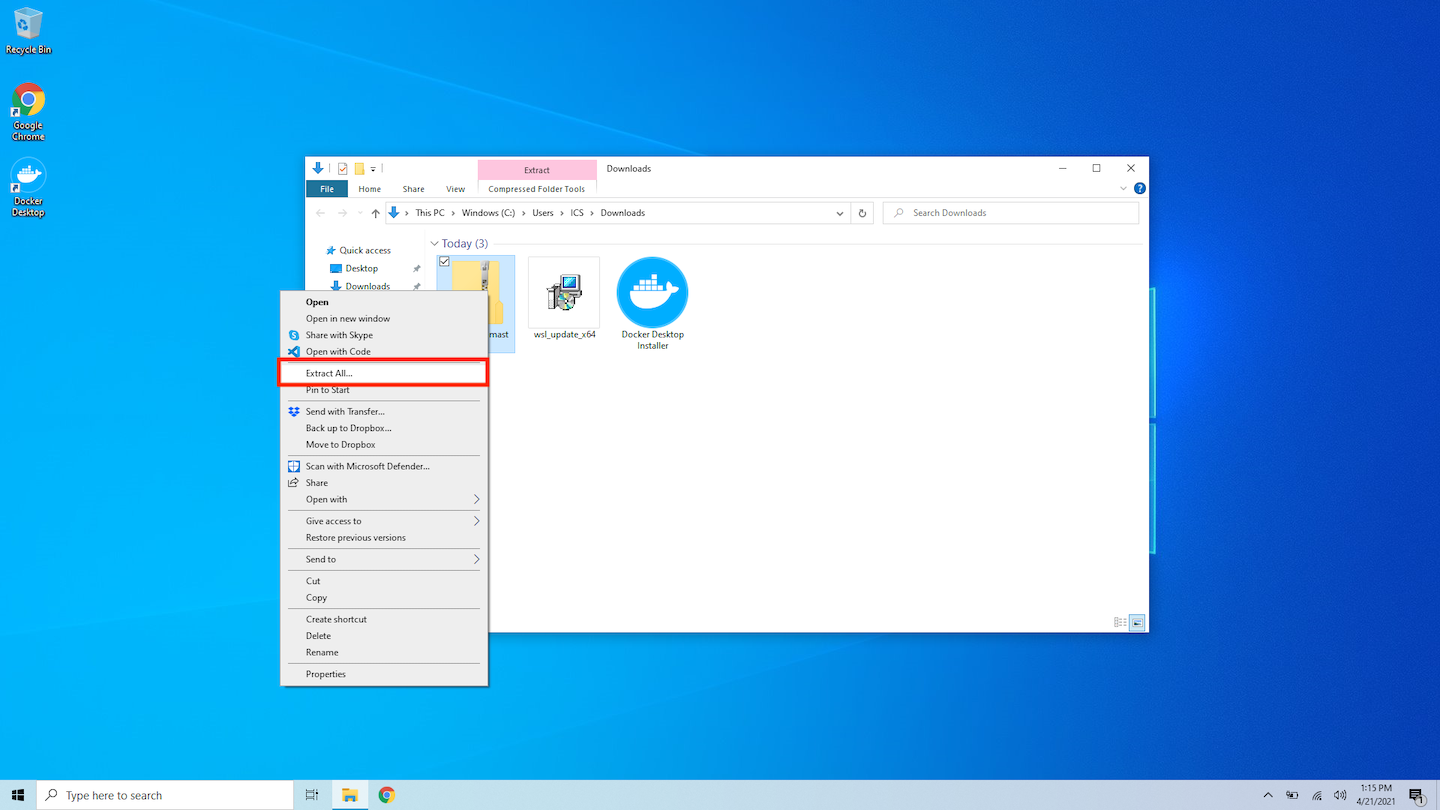 Recycle Bin
Google
Chrome
Docker
Desktop
Extract
Downloads
File
Home
Share
View
Compressed Folder Tools
This PC > Windows (C:) > Users > ICS > Downloads
Search Downloads
Quick access
Desktop
Downloads
Today (3)
mast
wsl_update_x64
Docker Desktop
Installer
Open
Open in new window
Share with Skype
Open with Code
Extract All...
Pin to Start
Send with Transfer...
Back up to Dropbox...
Move to Dropbox
Scan with Microsoft Defender...
Share
Open with
Give access to
Restore previous versions
Send to
Cut
Copy
Create shortcut
Delete
Rename
Properties
Type here to search
1:15 PM
4/21/2021
1